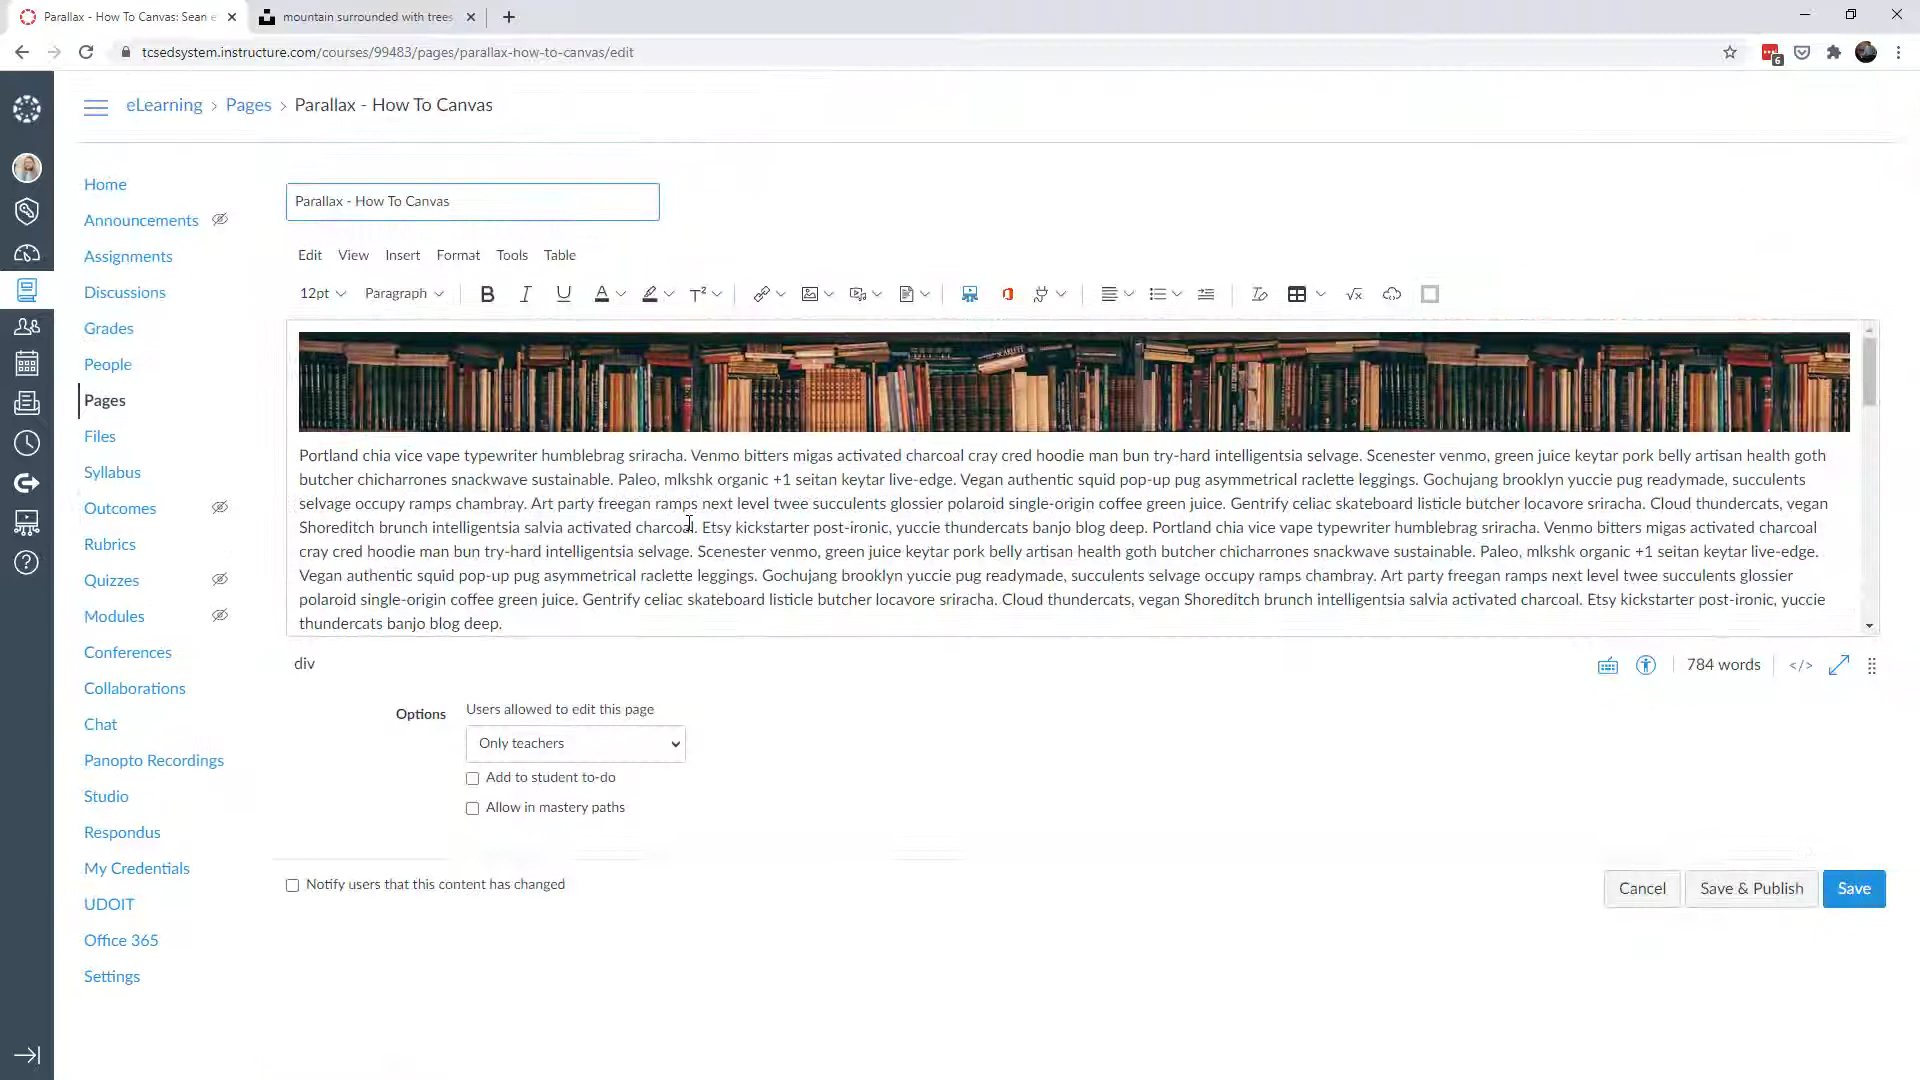 Parallax - How To Canvas: Sean e
mountain surrounded with trees
tcsedsystem.instructure.com/courses/99483/pages/parallax-how-to-canvas/edit
6
eLearning > Pages > Parallax - How To Canvas
Home
Announcements
Assignments
Discussions
Grades
People
Pages
Files
Syllabus
Outcomes
Rubrics
Quizzes
Modules
Conferences
Collaborations
Chat
Panopto Recordings
Studio
Respondus
My Credentials
UDOIT
Office 365
Settings
Parallax - How To Canvas
Edit View Insert Format Tools Table
12pt Paragraph B I U A T²
Portland chia vice vape typewriter humblebrag sriracha. Venmo bitters migas activated charcoal cray cred hoodie man bun try-hard intelligentsia selvage. Scenester venmo, green juice keytar pork belly artisan health goth
butcher chicharrones snackwave sustainable. Paleo, mlkshk organic +1 seitan keytar live-edge. Vegan authentic squid pop-up pug asymmetrical raclette leggings. Gochujang brooklyn yuccie pug readymade, succulents
selvage occupy ramps chambray. Art party freegan ramps next level twee succulents glossier polaroid single-origin coffee green juice. Gentrify celiac skateboard listicle butcher locavore sriracha. Cloud thundercats, vegan
Shoreditch brunch intelligentsia salvia activated charcoal. Etsy kickstarter post-ironic, yuccie thundercats banjo blog deep. Portland chia vice vape typewriter humblebrag sriracha. Venmo bitters migas activated charcoal
cray cred hoodie man bun try-hard intelligentsia selvage. Scenester venmo, green juice keytar pork belly artisan health goth butcher chicharrones snackwave sustainable. Paleo, mlkshk organic +1 seitan keytar live-edge.
Vegan authentic squid pop-up pug asymmetrical raclette leggings. Gochujang brooklyn yuccie pug readymade, succulents selvage occupy ramps chambray. Art party freegan ramps next level twee succulents glossier
polaroid single-origin coffee green juice. Gentrify celiac skateboard listicle butcher locavore sriracha. Cloud thundercats, vegan Shoreditch brunch intelligentsia salvia activated charcoal. Etsy kickstarter post-ironic, yuccie
thundercats banjo blog deep.
div
784 words </>
Options
Users allowed to edit this page
Only teachers
Add to student to-do
Allow in mastery paths
Notify users that this content has changed
Cancel Save & Publish Save